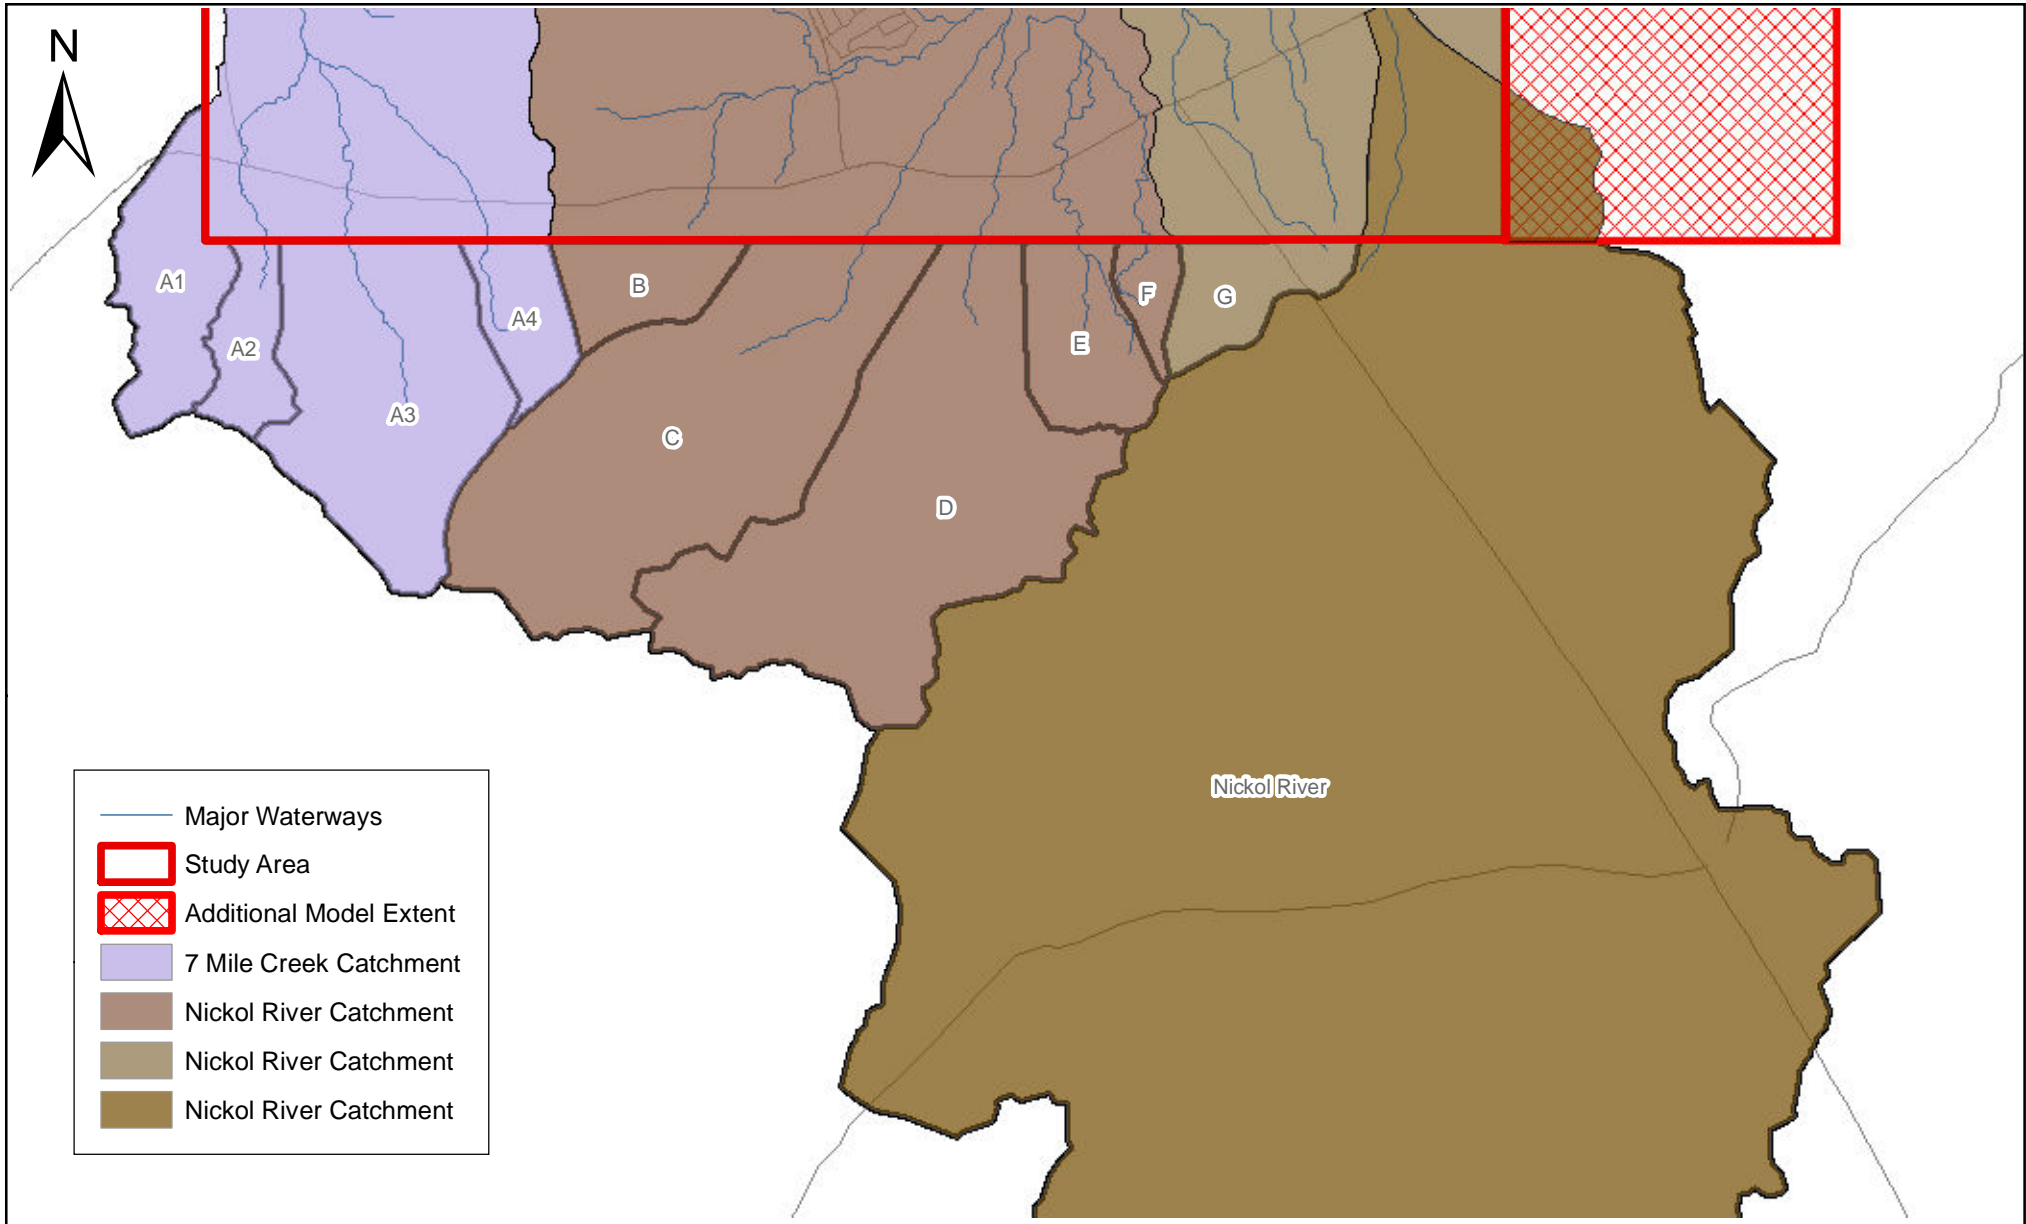 N
A1
A2
A3
A4
B
C
D
E
F
G
Nickol River
Major Waterways
Study Area
Additional Model Extent
7 Mile Creek Catchment
Nickol River Catchment
Nickol River Catchment
Nickol River Catchment